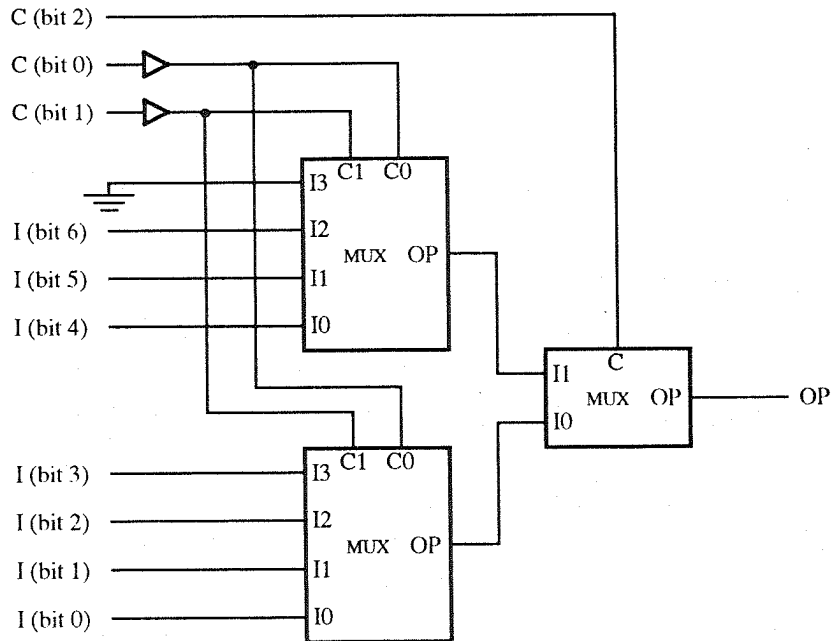 C (bit 2)
C (bit 0)
C (bit 1)
C1 C0
I3
I (bit 6) I2
MUX OP
I (bit 5) I1
I (bit 4) I0
C
I1
MUX OP OP
I0
C1 C0
I (bit 3) I3
I (bit 2) I2
MUX OP
I (bit 1) I1
I (bit 0) I0